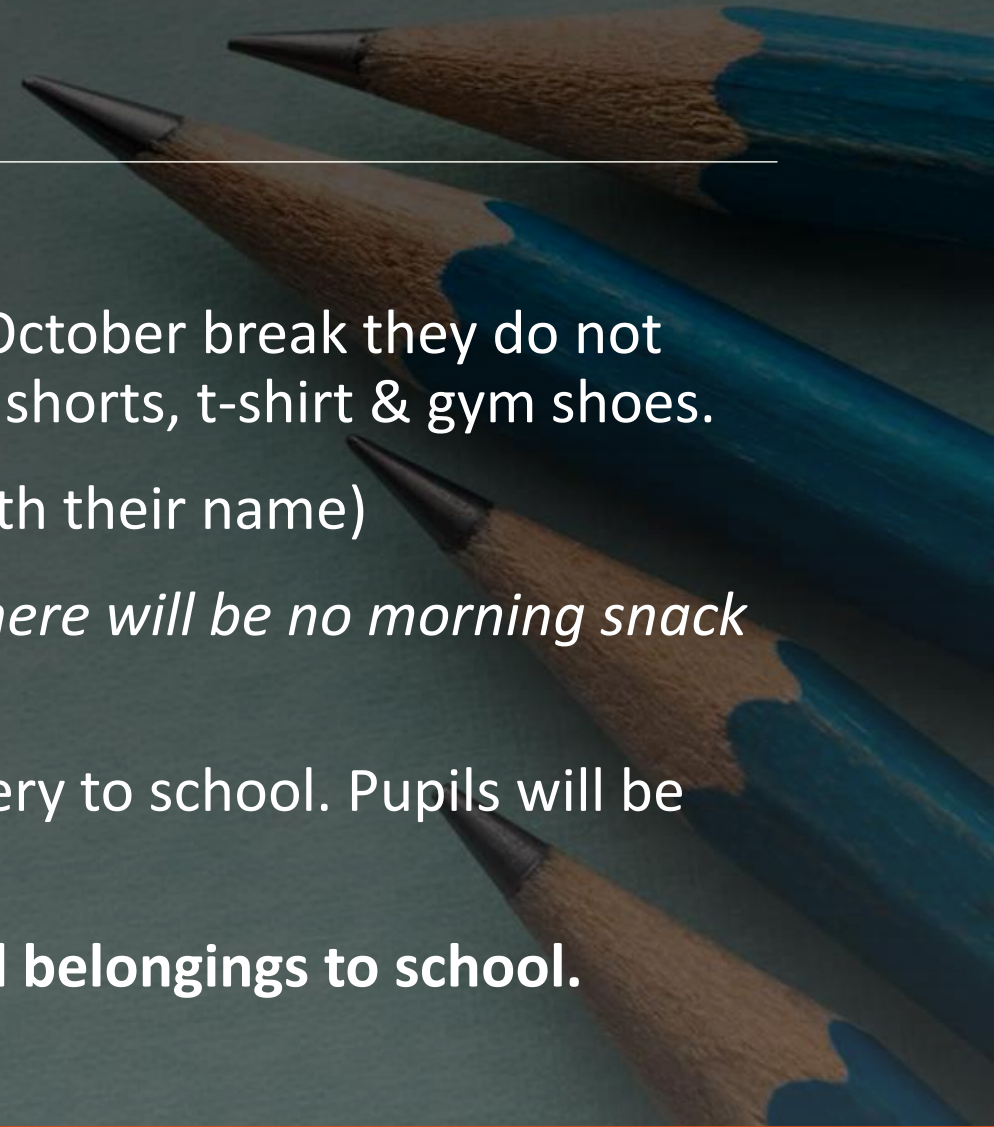 October break they do not
shorts, t-shirt & gym shoes.
th their name)
here will be no morning snack
ery to school. Pupils will be
belongings to school.